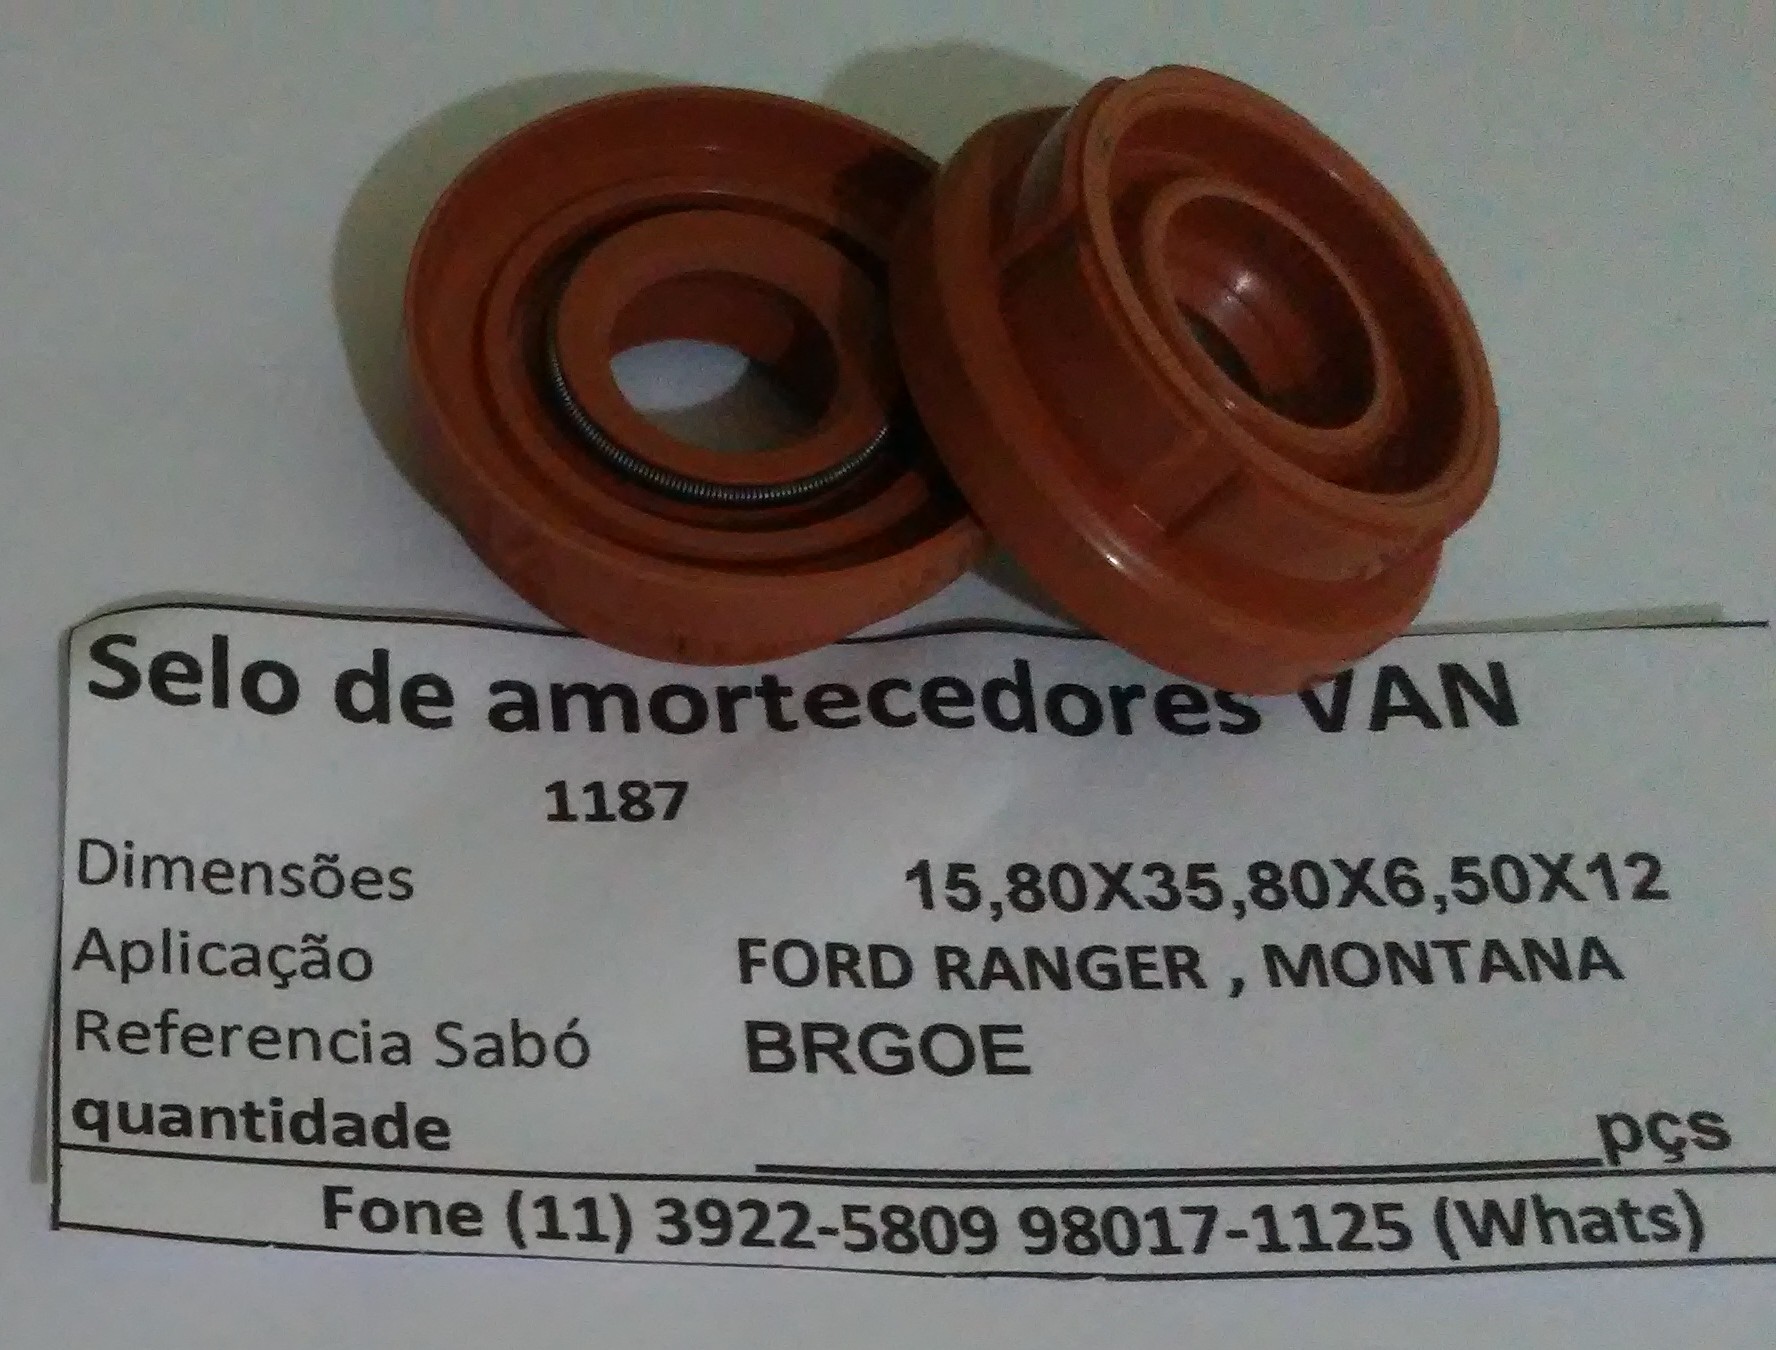 Selo de amortecedores VAN
1187
Dimensões 15,80X35,80X6,50X12
Aplicação FORD RANGER , MONTANA
Referencia Sabó BRGOE
quantidade ____________________pçs
Fone (11) 3922-5809 98017-1125 (Whats)